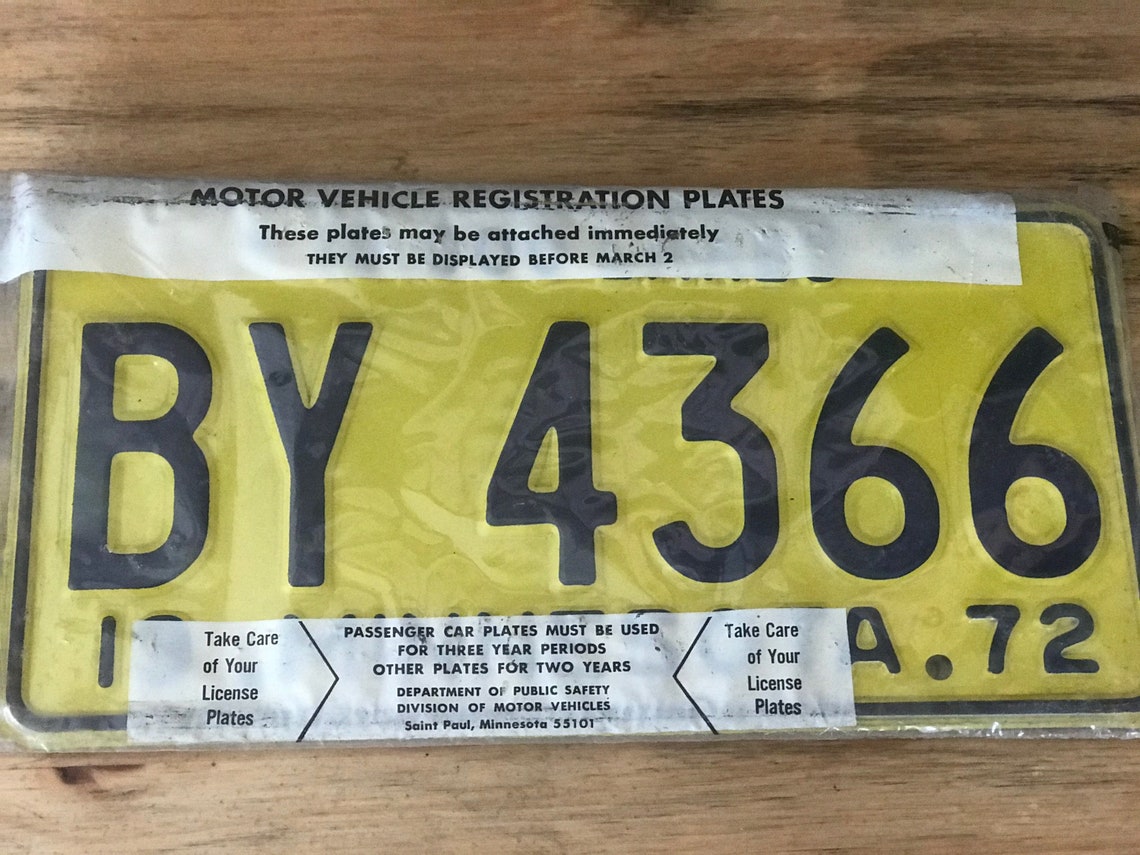 MOTOR VEHICLE REGISTRATION PLATES
These plates may be attached immediately
THEY MUST BE DISPLAYED BEFORE MARCH 2
BY 4366
19 MINNESOTA.72
Take Care
of Your
License
Plates
PASSENGER CAR PLATES MUST BE USED
FOR THREE YEAR PERIODS
OTHER PLATES FOR TWO YEARS
DEPARTMENT OF PUBLIC SAFETY
DIVISION OF MOTOR VEHICLES
Saint Paul, Minnesota 55101
Take Care
of Your
License
Plates